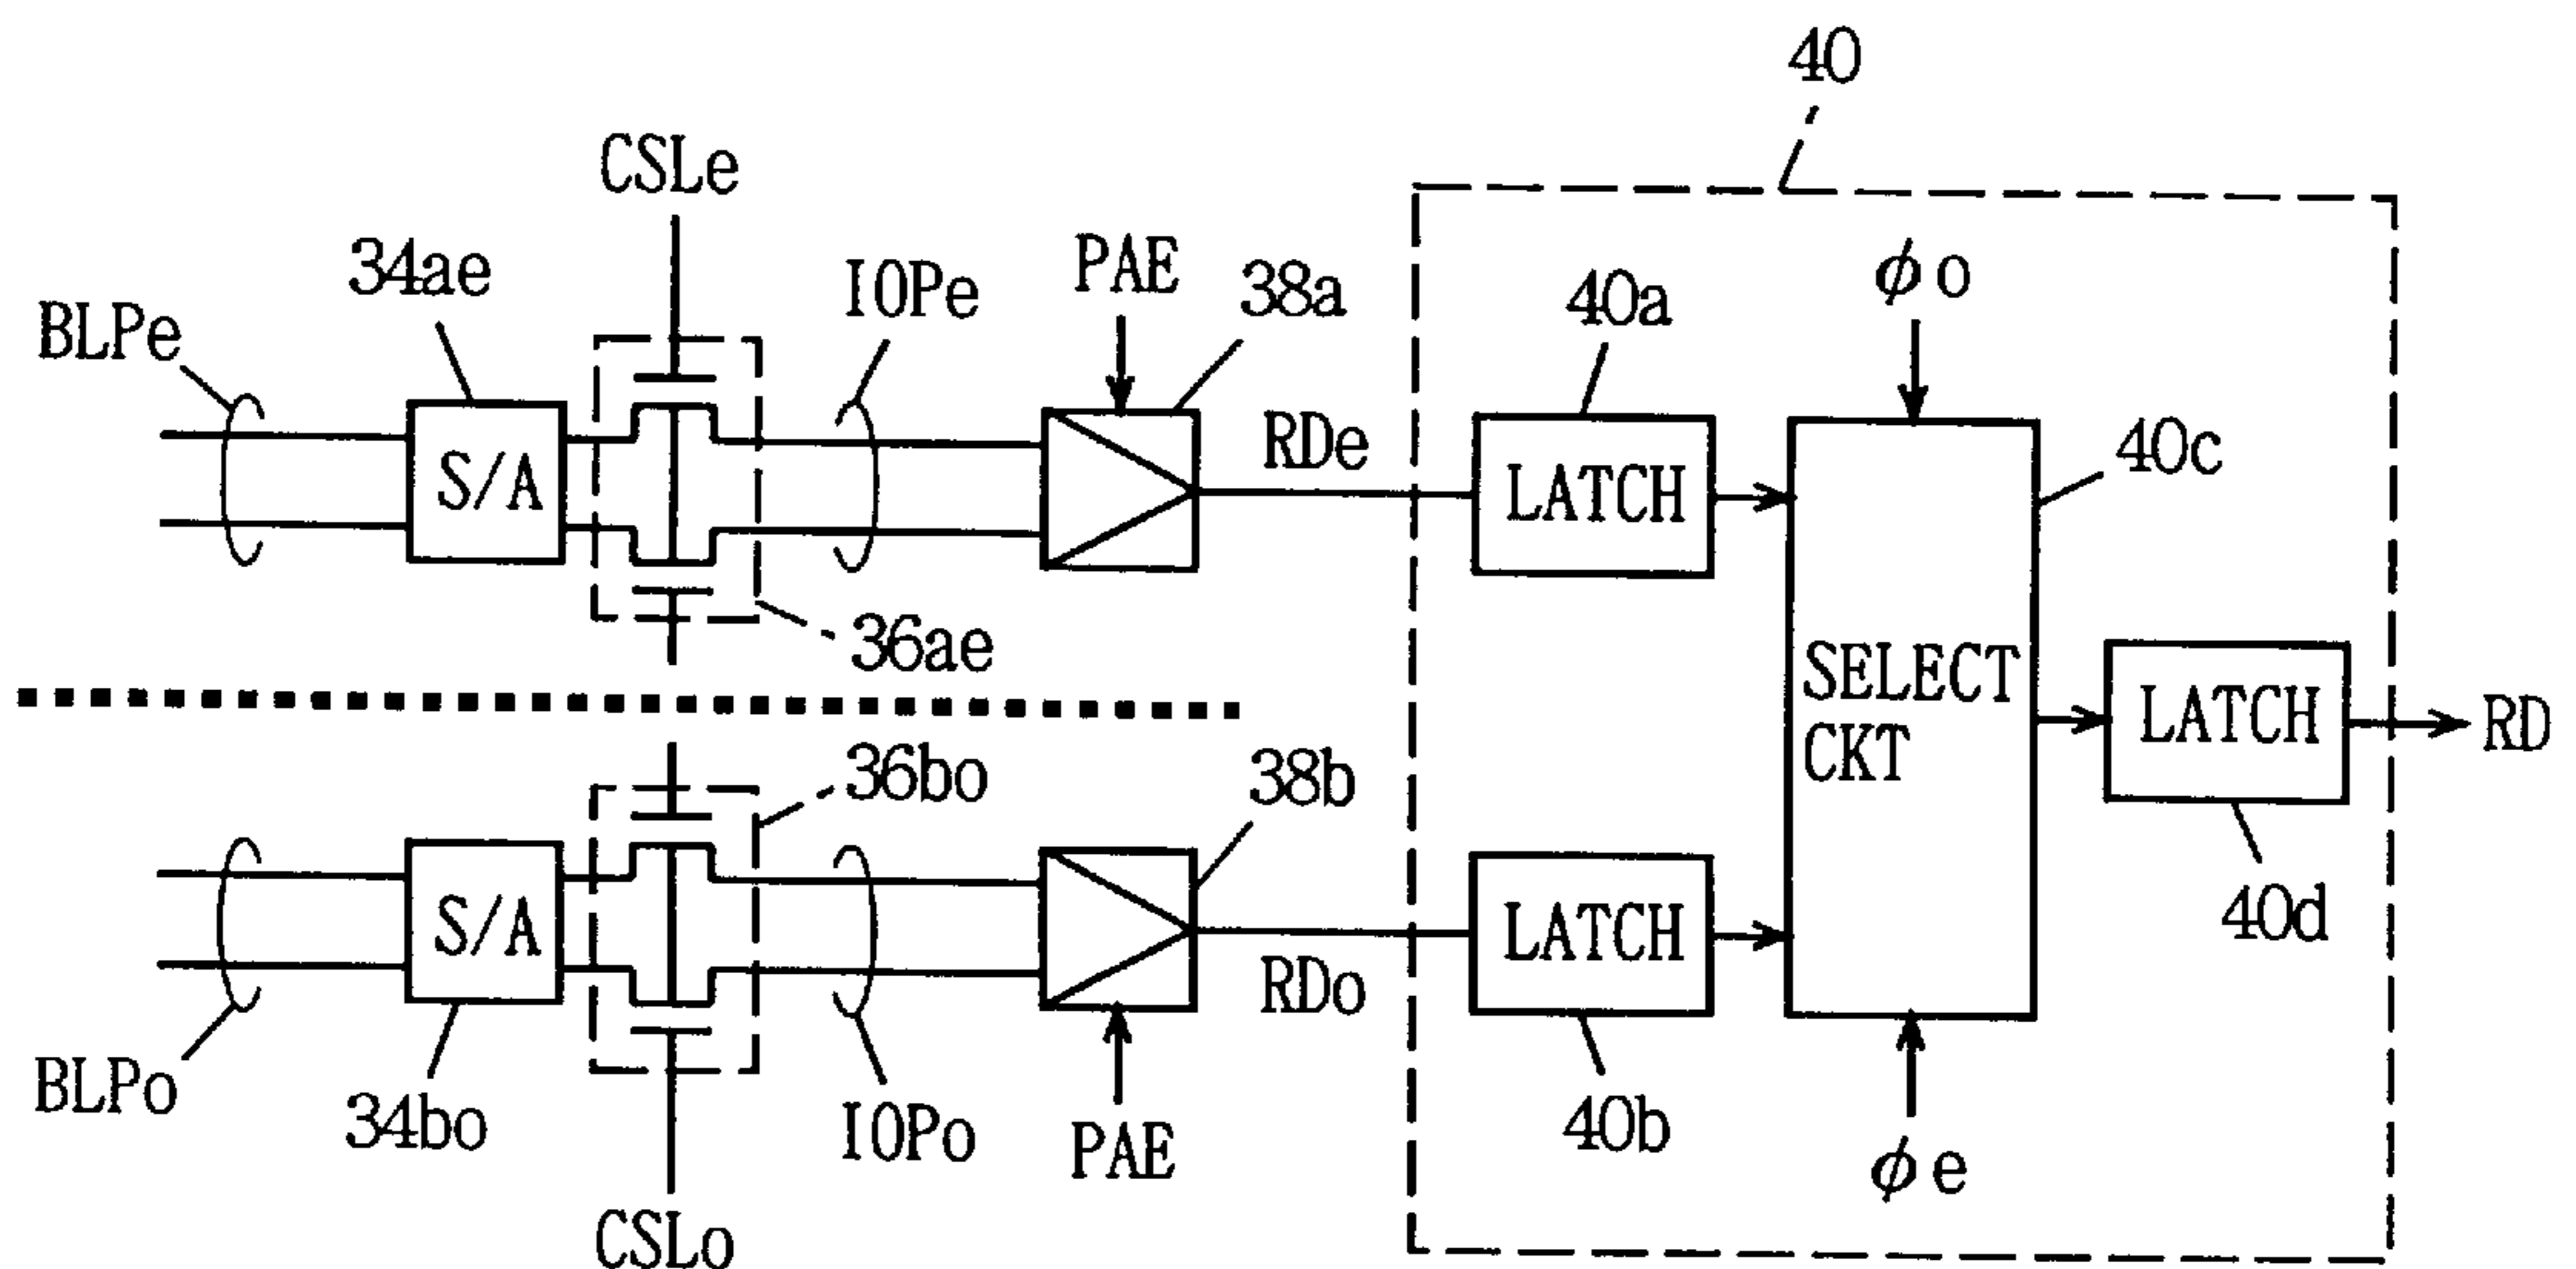 40
CSLe
34ae
IOPe
PAE
38a
φo
BLPe
40a
RDe
40c
S/A
LATCH
36ae
SELECT
CKT
LATCH
RD
36bo
38b
S/A
LATCH
40d
RDo
BLPo
34bo
IOPo
PAE
40b
φe
CSLo